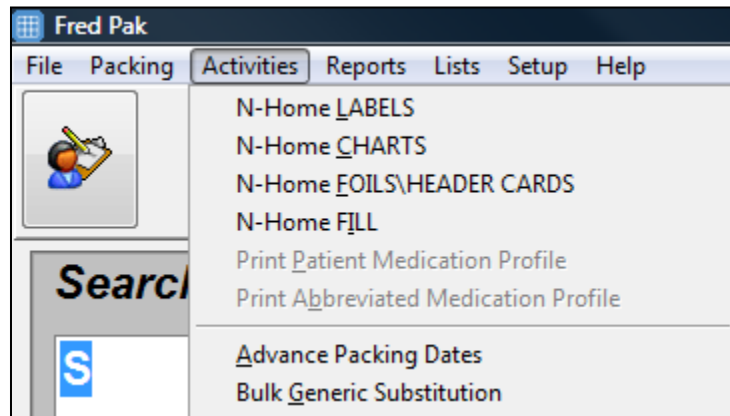 Fred Pak
File Packing Activities Reports Lists Setup Help
N-Home LABELS
N-Home CHARTS
N-Home FOILS\HEADER CARDS
N-Home FILL
Print Patient Medication Profile
Print Abbreviated Medication Profile
Advance Packing Dates
Bulk Generic Substitution
Search
S